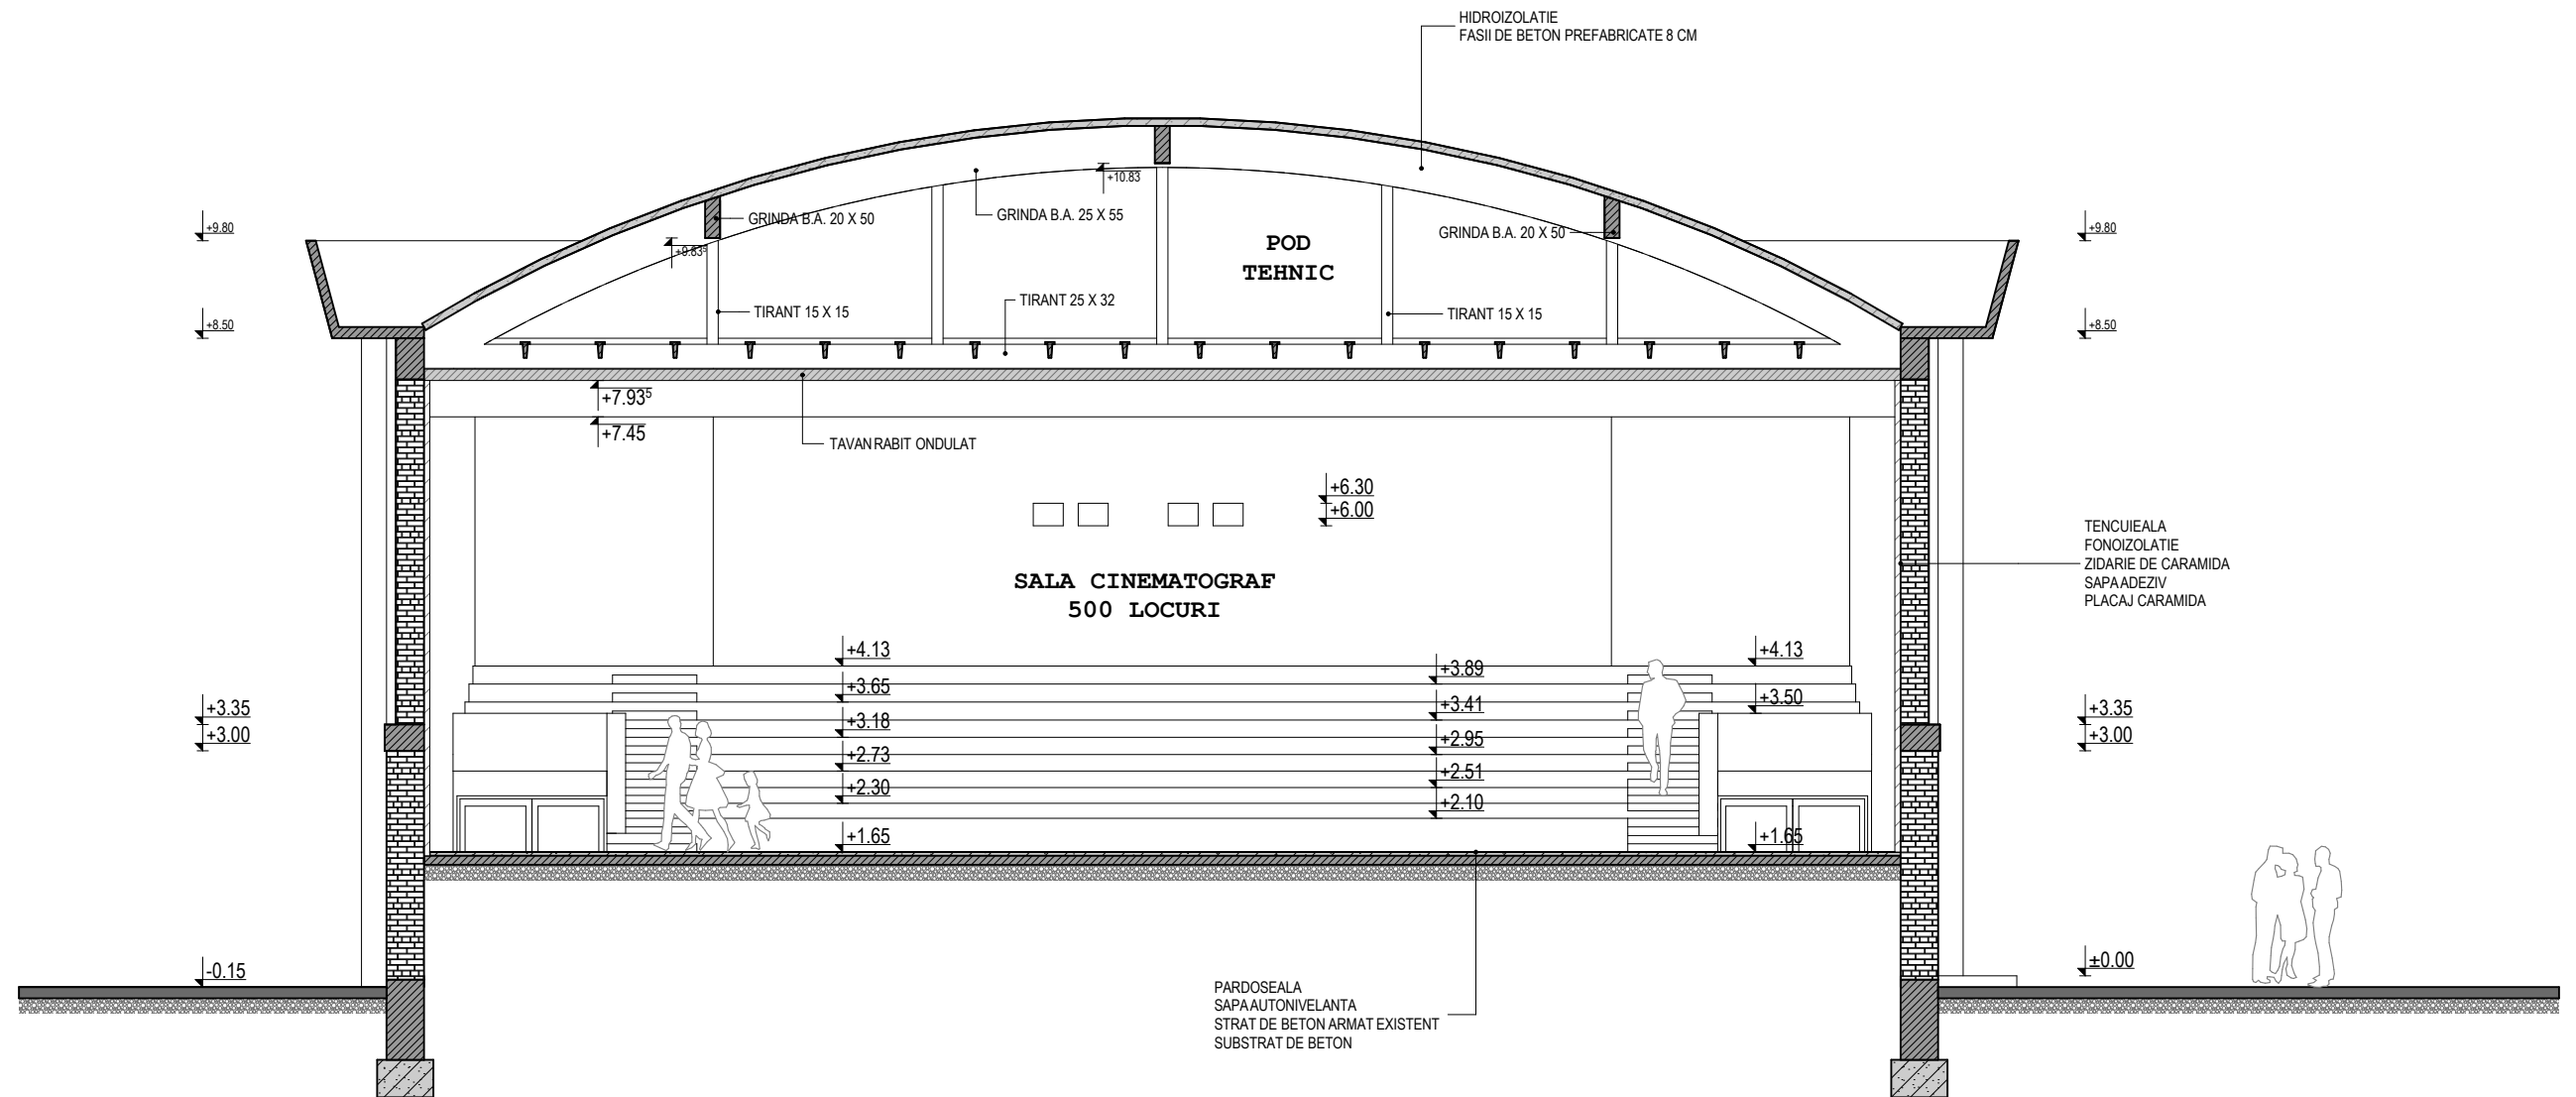 HIDROIZOLATIE
FASII DE BETON PREFABRICATE 8 CM
+10.83
GRINDA B.A. 20 X 50
GRINDA B.A. 25 X 55
GRINDA B.A. 20 X 50
+9.80
+9.80
+9.83⁵
POD
TEHNIC
TIRANT 15 X 15
TIRANT 25 X 32
TIRANT 15 X 15
+8.50
+8.50
+7.93⁵
+7.45
TAVAN RABIT ONDULAT
+6.30
+6.00
SALA CINEMATOGRAF
500 LOCURI
TENCUIEALA
FONOIZOLATIE
ZIDARIE DE CARAMIDA
SAPA ADEZIV
PLACAJ CARAMIDA
+4.13
+4.13
+3.89
+3.65
+3.50
+3.41
+3.35
+3.35
+3.18
+3.00
+3.00
+2.95
+2.73
+2.51
+2.30
+2.10
+1.65
+1.65
-0.15
±0.00
PARDOSEALA
SAPA AUTONIVELANTA
STRAT DE BETON ARMAT EXISTENT
SUBSTRAT DE BETON